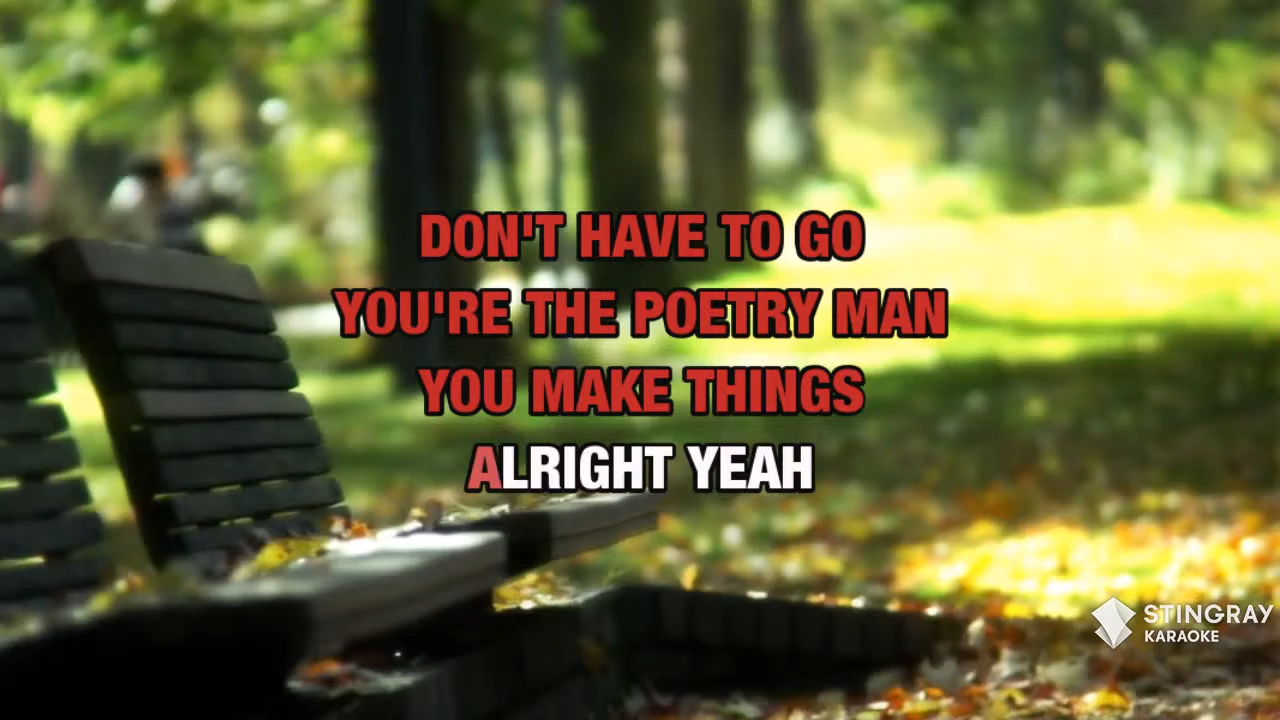 DON'T HAVE TO GO
YOU'RE THE POETRY MAN
YOU MAKE THINGS
ALRIGHT YEAH
STINGRAY
KARAOKE